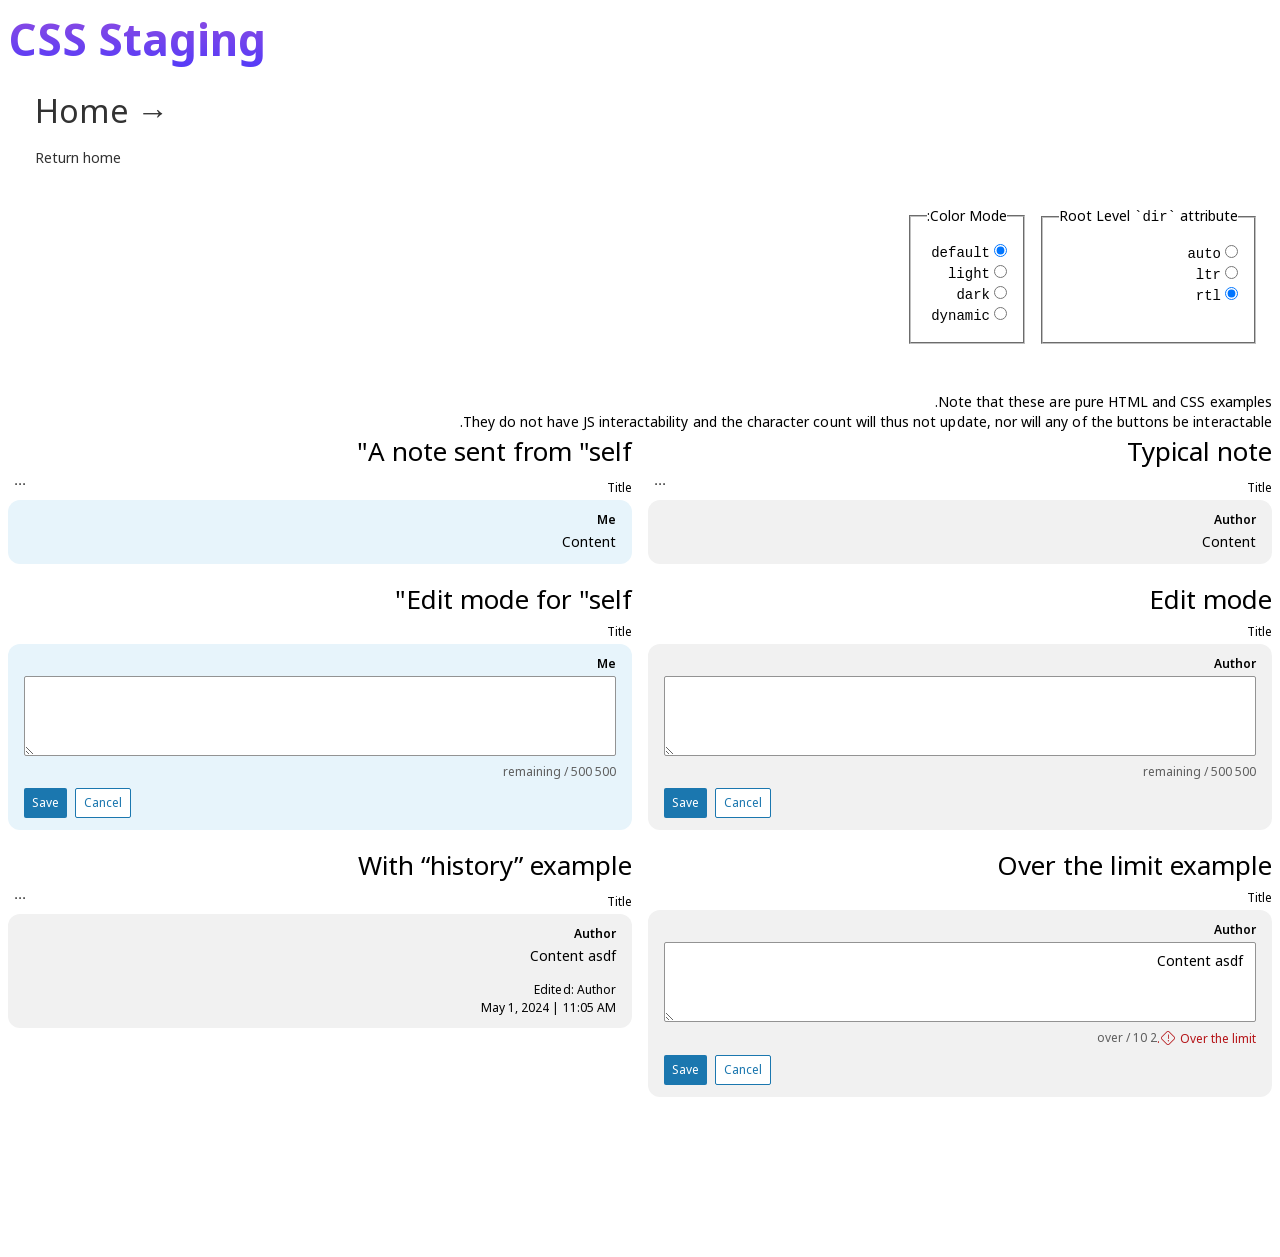 CSS Staging
Home →
Return home
Root Level `dir` attribute
auto
ltr
rtl
:Color Mode
default
light
dark
dynamic
.Note that these are pure HTML and CSS examples
.They do not have JS interactability and the character count will thus not update, nor will any of the buttons be interactable
Typical note
Title
...
Author
Content
"A note sent from "self
Title
...
Me
Content
Edit mode
Title
Author
remaining / 500 500
Cancel
Save
"Edit mode for "self
Title
Me
remaining / 500 500
Cancel
Save
Over the limit example
Title
Author
Content asdf
over / 10 2. Over the limit
Cancel
Save
With “history” example
Title
...
Author
Content asdf
Edited: Author
May 1, 2024 | 11:05 AM